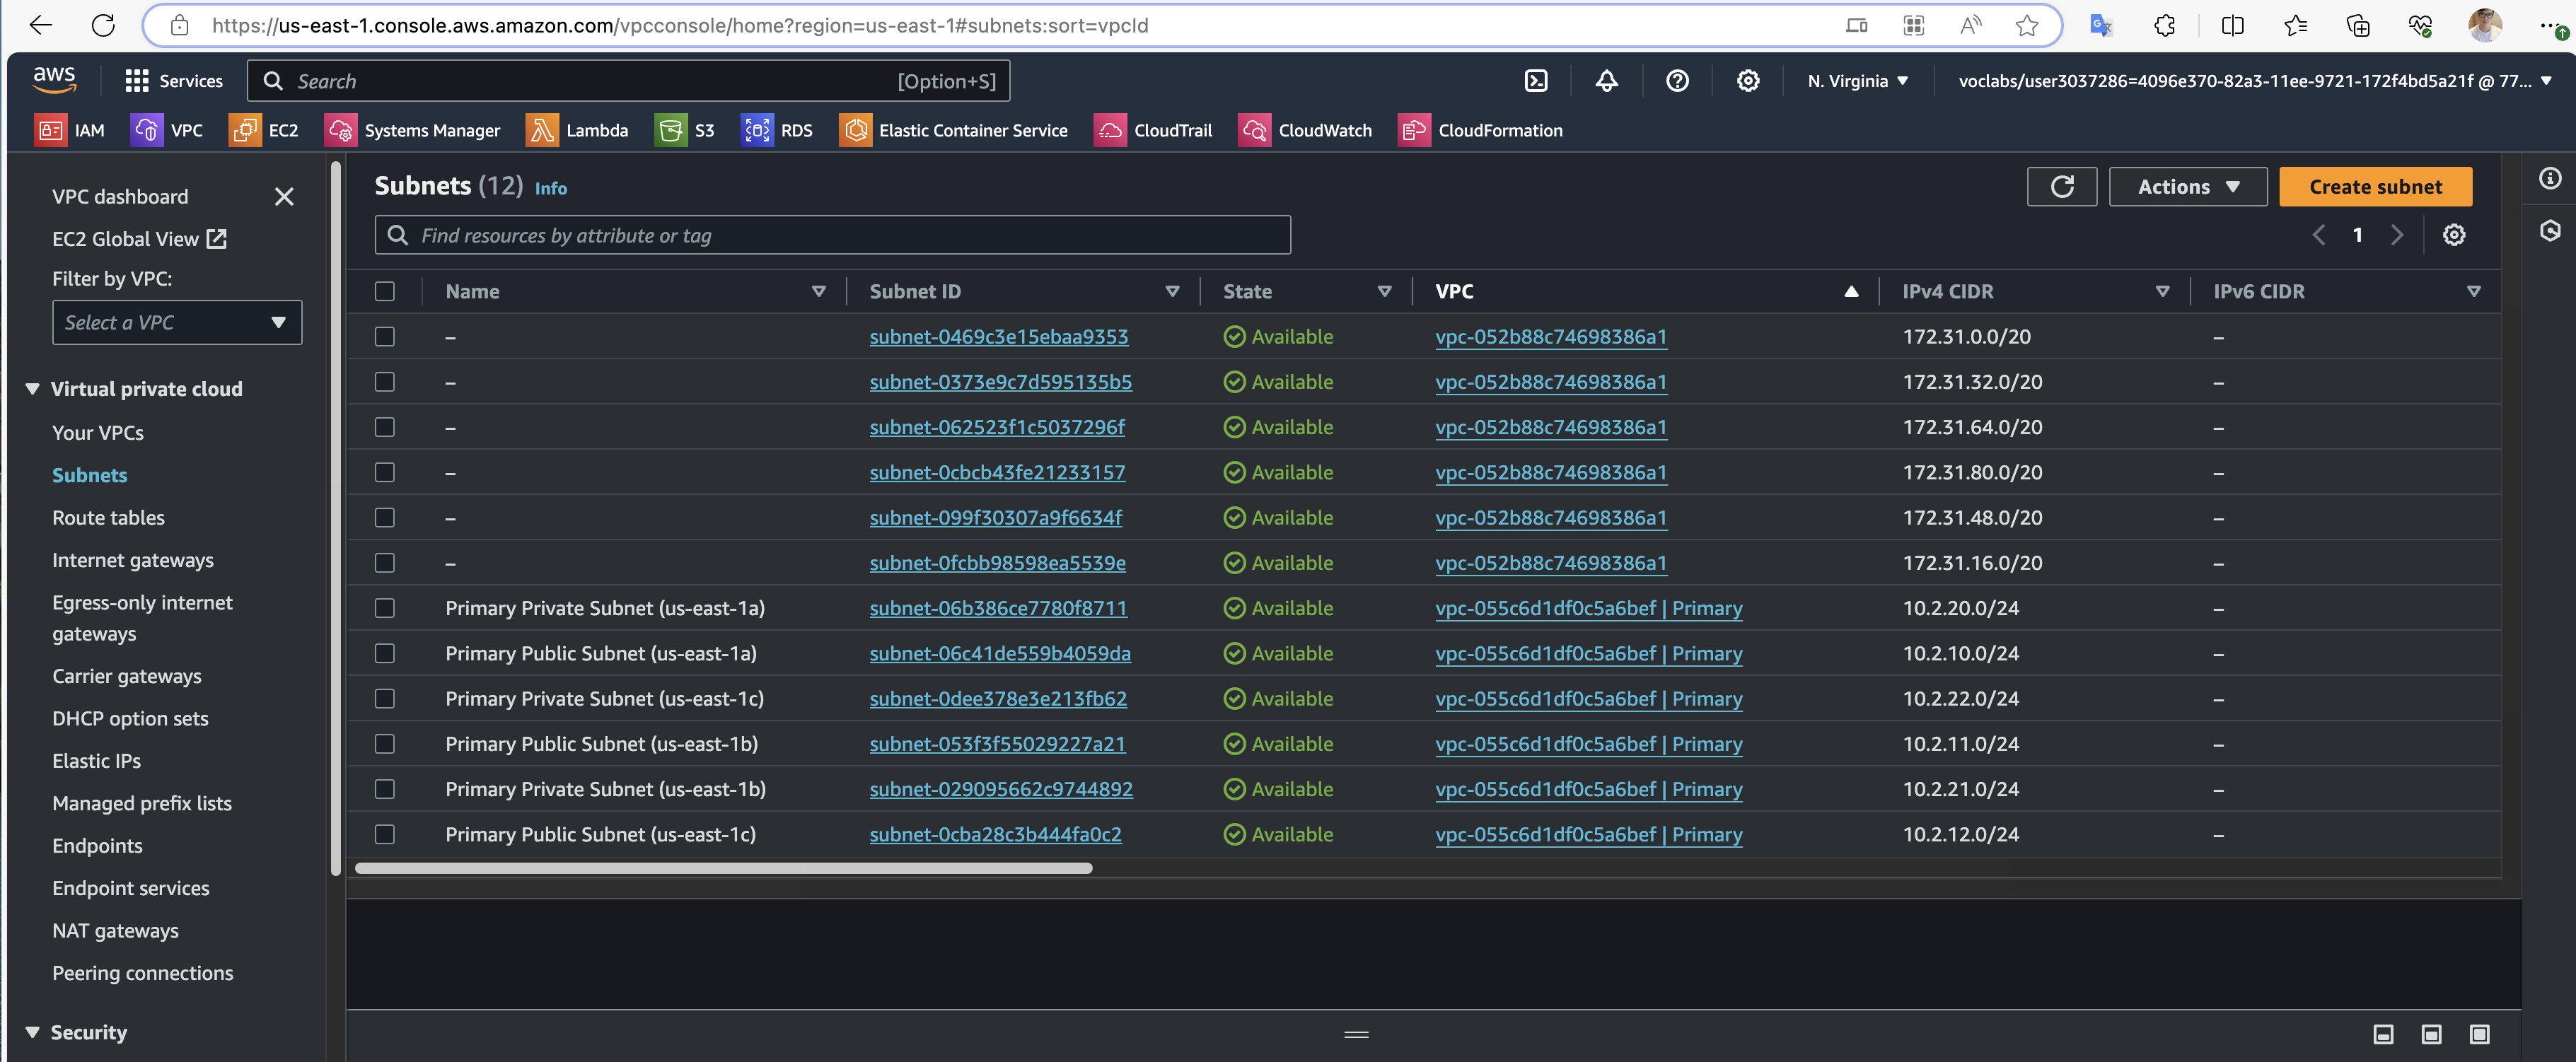 https://us-east-1.console.aws.amazon.com/vpcconsole/home?region=us-east-1#subnets:sort=vpcId
aws Services Search [Option+S] N. Virginia voclabs/user3037286=4096e370-82a3-11ee-9721-172f4bd5a21f @ 77...
IAM VPC EC2 Systems Manager Lambda S3 RDS Elastic Container Service CloudTrail CloudWatch CloudFormation
VPC dashboard
EC2 Global View
Filter by VPC:
Select a VPC
Virtual private cloud
Your VPCs
Subnets
Route tables
Internet gateways
Egress-only internet
gateways
Carrier gateways
DHCP option sets
Elastic IPs
Managed prefix lists
Endpoints
Endpoint services
NAT gateways
Peering connections
Security
Subnets (12) Info Actions Create subnet
Find resources by attribute or tag 1
Name Subnet ID State VPC IPv4 CIDR IPv6 CIDR
– subnet-0469c3e15ebaa9353 Available vpc-052b88c74698386a1 172.31.0.0/20 –
– subnet-0373e9c7d595135b5 Available vpc-052b88c74698386a1 172.31.32.0/20 –
– subnet-062523f1c5037296f Available vpc-052b88c74698386a1 172.31.64.0/20 –
– subnet-0cbcb43fe21233157 Available vpc-052b88c74698386a1 172.31.80.0/20 –
– subnet-099f30307a9f6634f Available vpc-052b88c74698386a1 172.31.48.0/20 –
– subnet-0fcbb98598ea5539e Available vpc-052b88c74698386a1 172.31.16.0/20 –
Primary Private Subnet (us-east-1a) subnet-06b386ce7780f8711 Available vpc-055c6d1df0c5a6bef | Primary 10.2.20.0/24 –
Primary Public Subnet (us-east-1a) subnet-06c41de559b4059da Available vpc-055c6d1df0c5a6bef | Primary 10.2.10.0/24 –
Primary Private Subnet (us-east-1c) subnet-0dee378e3e213fb62 Available vpc-055c6d1df0c5a6bef | Primary 10.2.22.0/24 –
Primary Public Subnet (us-east-1b) subnet-053f3f55029227a21 Available vpc-055c6d1df0c5a6bef | Primary 10.2.11.0/24 –
Primary Private Subnet (us-east-1b) subnet-029095662c9744892 Available vpc-055c6d1df0c5a6bef | Primary 10.2.21.0/24 –
Primary Public Subnet (us-east-1c) subnet-0cba28c3b444fa0c2 Available vpc-055c6d1df0c5a6bef | Primary 10.2.12.0/24 –